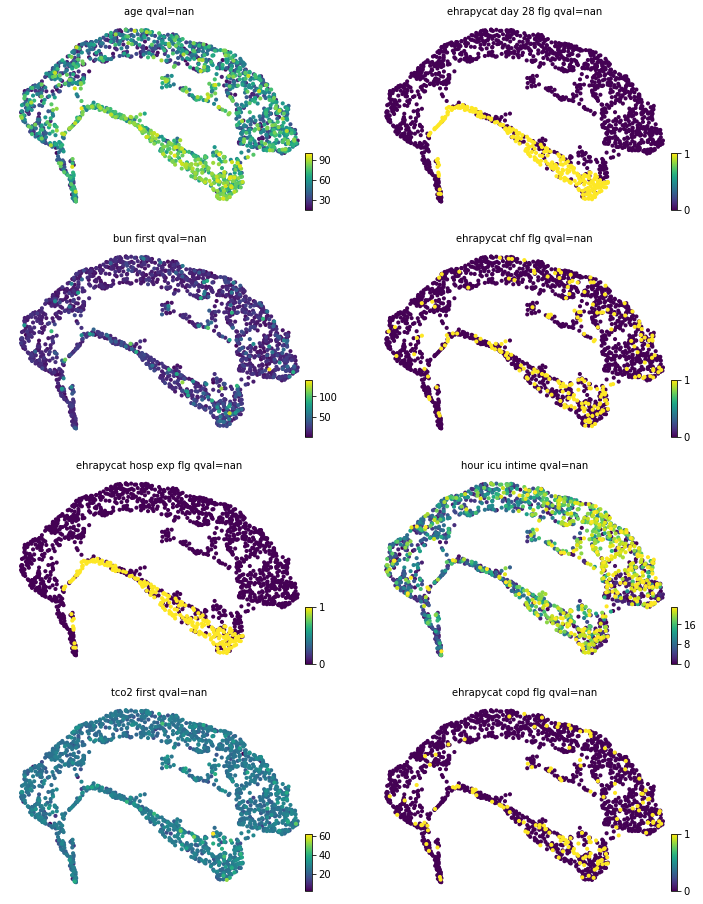 age qval=nan
90
60
30
ehrapycat day 28 flg qval=nan
1
0
bun first qval=nan
100
50
ehrapycat chf flg qval=nan
1
0
ehrapycat hosp exp flg qval=nan
1
0
hour icu intime qval=nan
16
8
0
tco2 first qval=nan
60
40
20
ehrapycat copd flg qval=nan
1
0